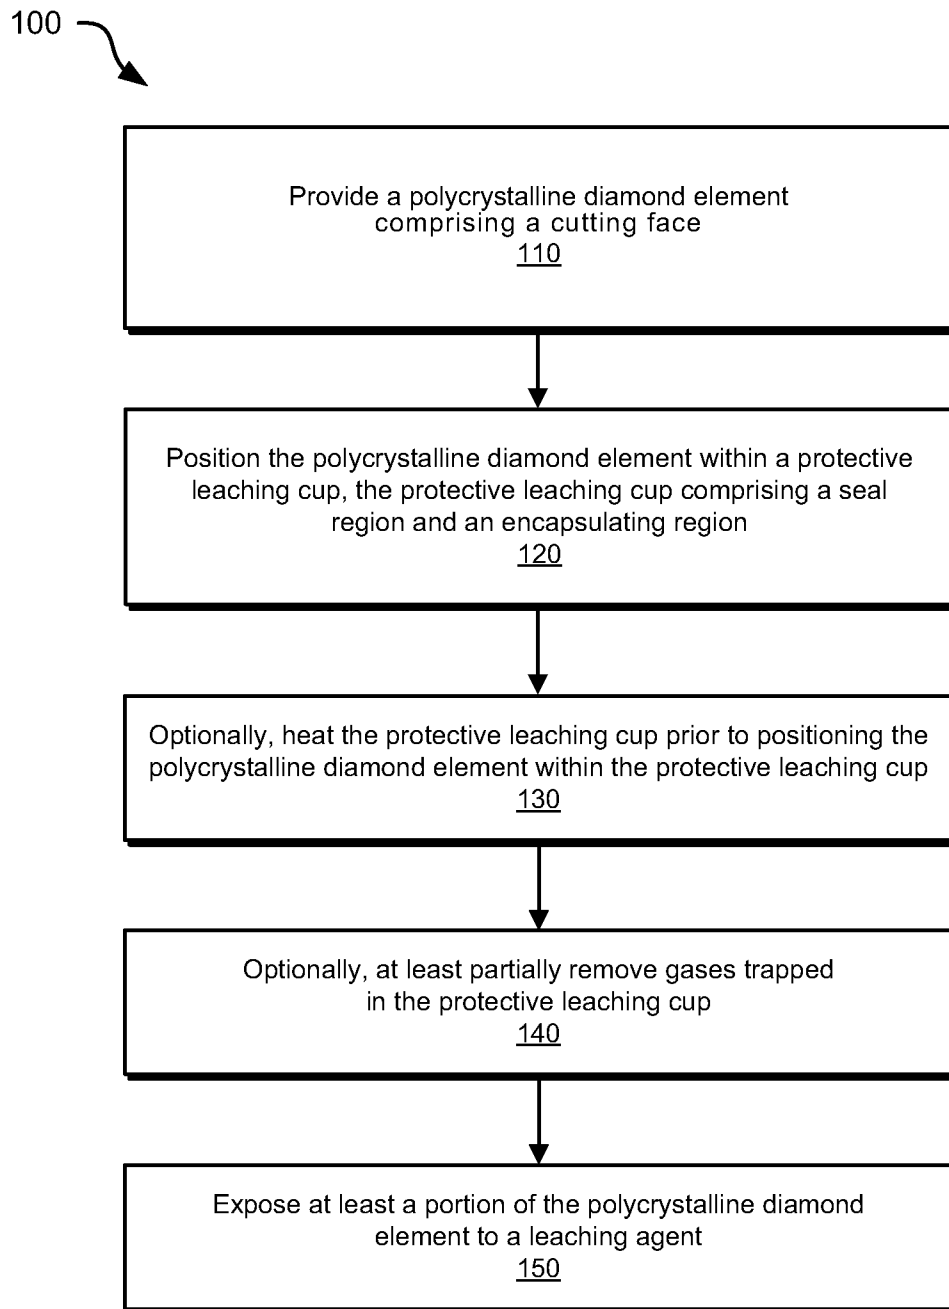 100
Provide a polycrystalline diamond element
comprising a cutting face
110
Position the polycrystalline diamond element within a protective
leaching cup, the protective leaching cup comprising a seal
region and an encapsulating region
120
Optionally, heat the protective leaching cup prior to positioning the
polycrystalline diamond element within the protective leaching cup
130
Optionally, at least partially remove gases trapped
in the protective leaching cup
140
Expose at least a portion of the polycrystalline diamond
element to a leaching agent
150